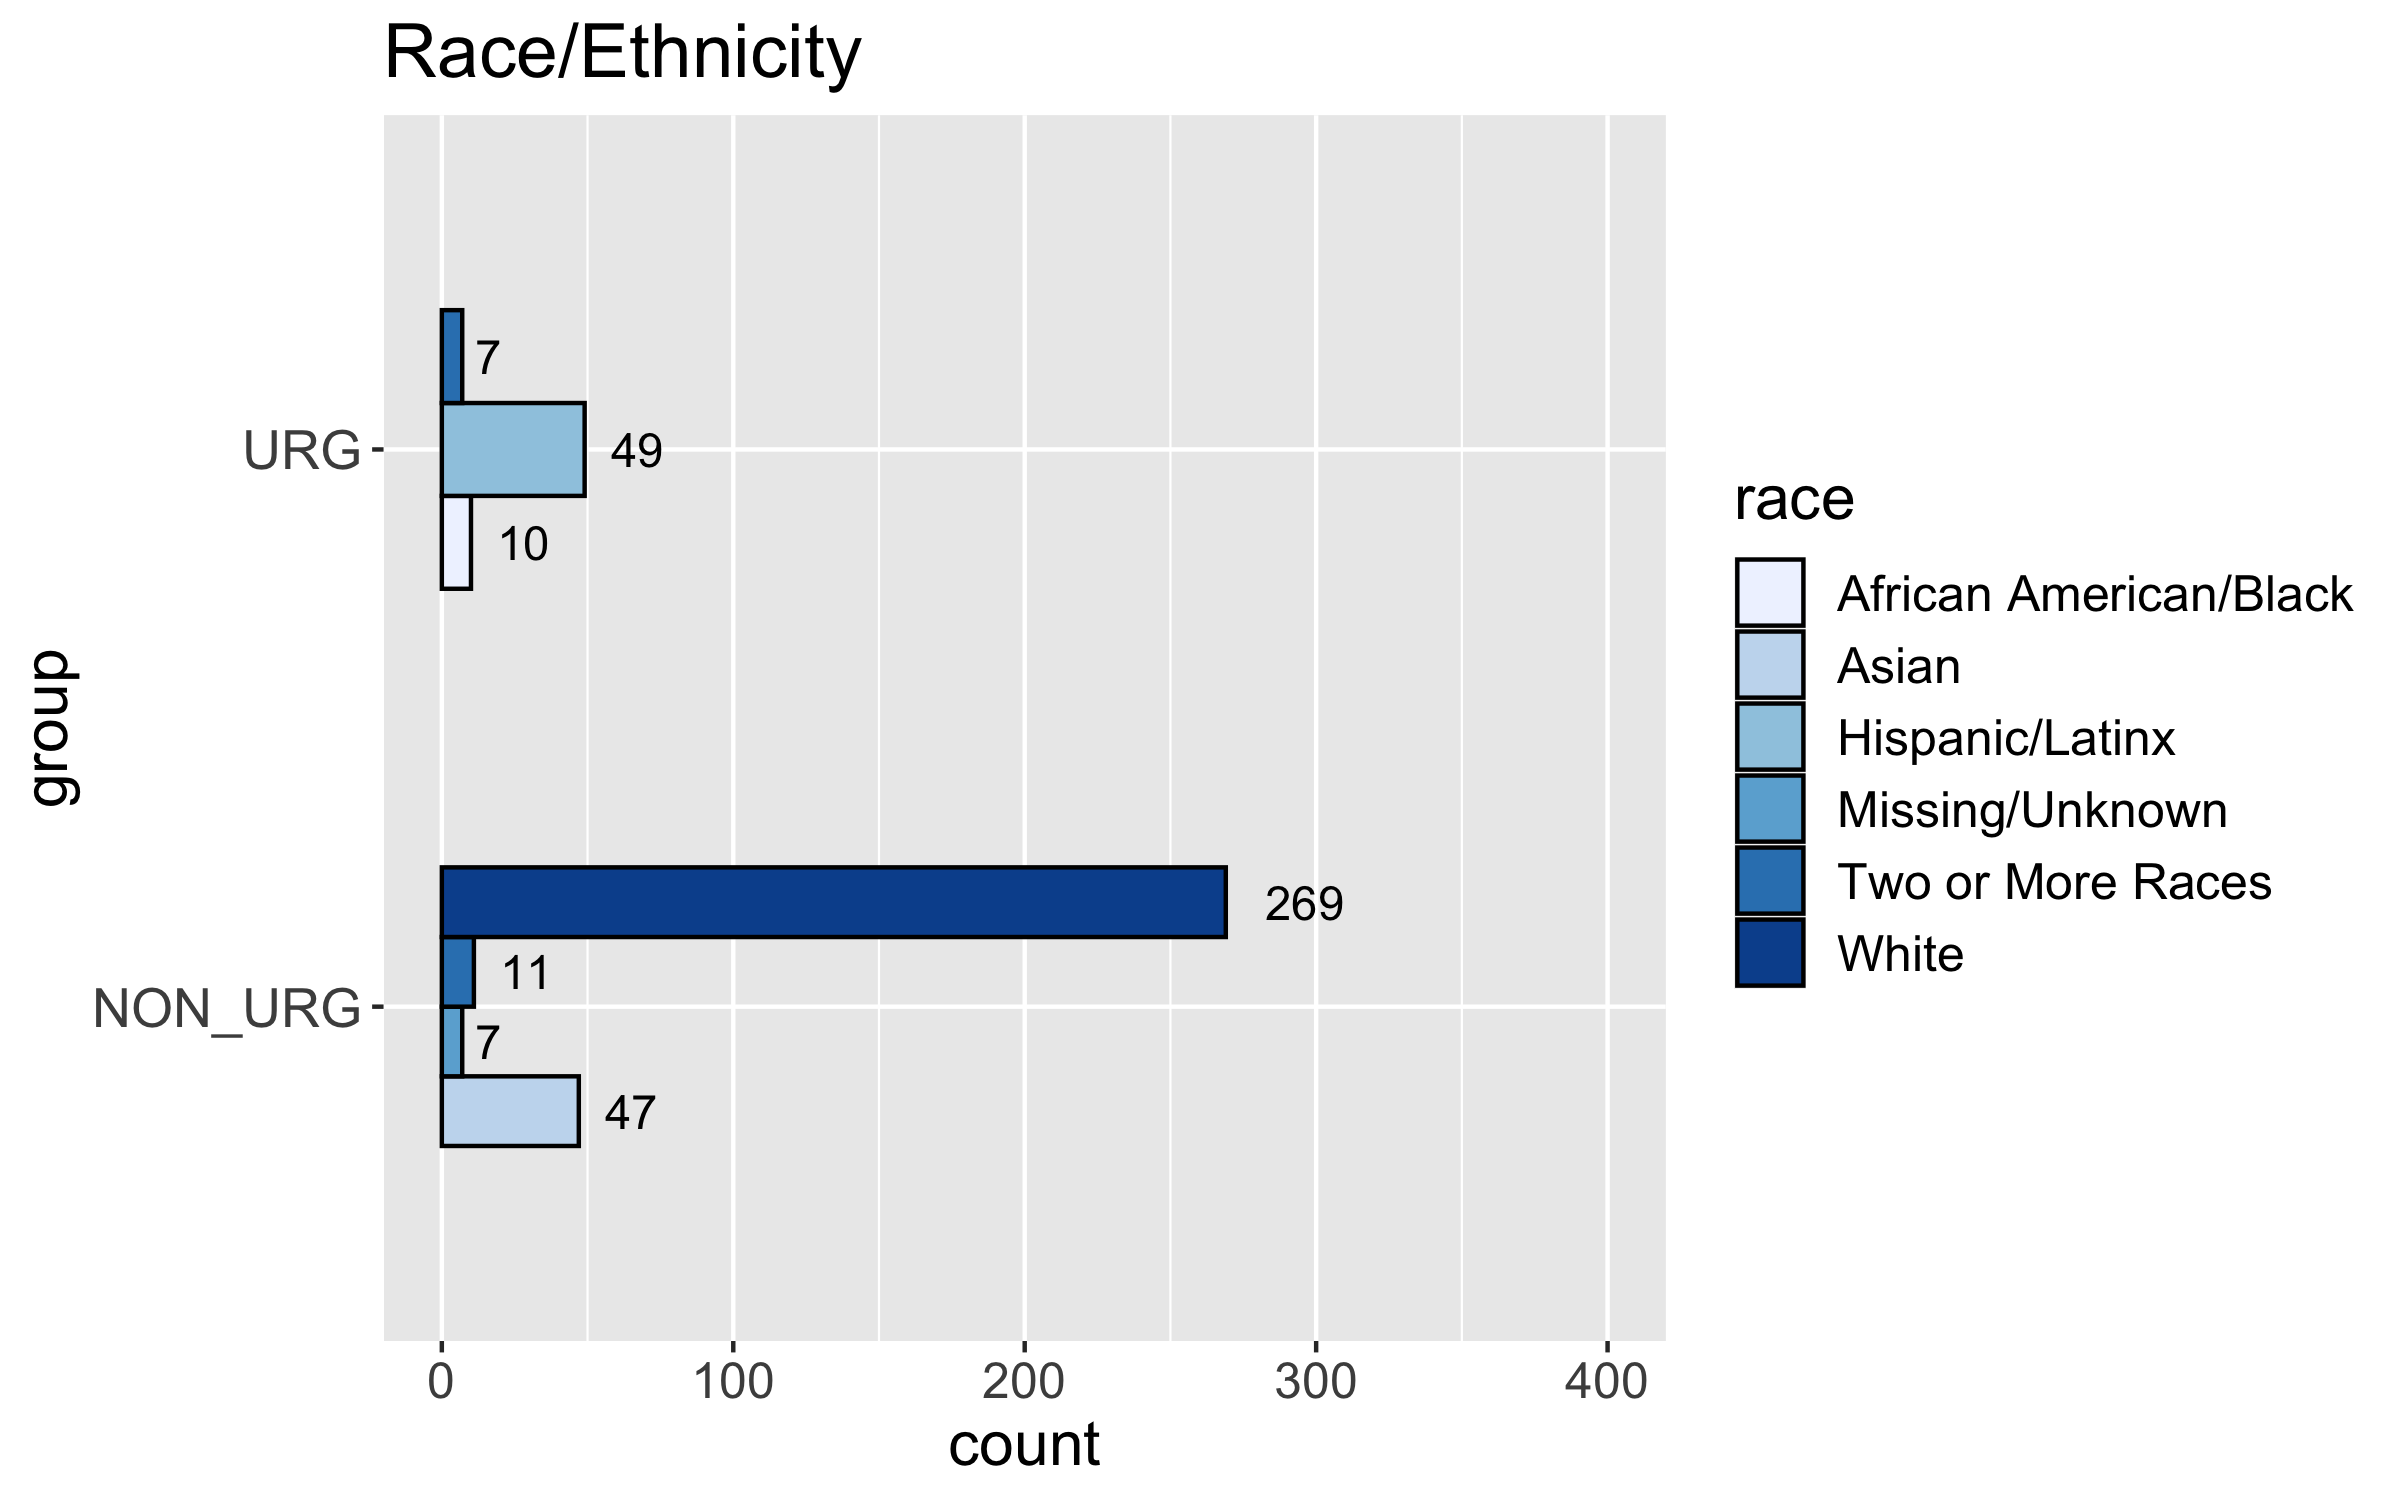 Race/Ethnicity
group
URG
NON_URG
7
49
10
269
11
7
47
0 100 200 300 400
count
race
African American/Black
Asian
Hispanic/Latinx
Missing/Unknown
Two or More Races
White